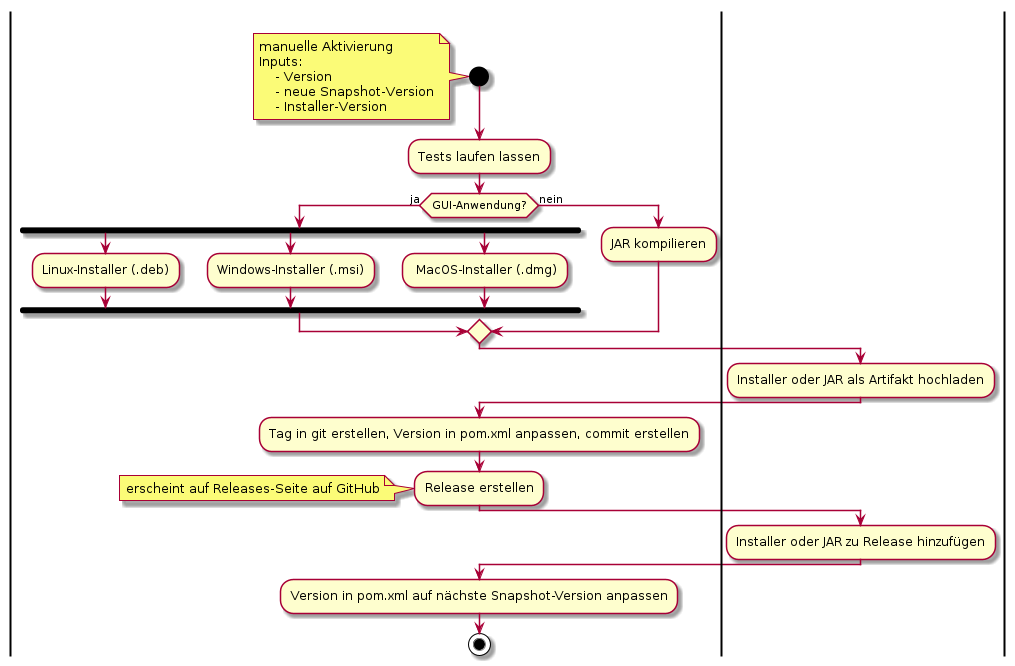 manuelle Aktivierung
Inputs:
- Version
- neue Snapshot-Version
- Installer-Version
Tests laufen lassen
ja
GUI-Anwendung?
nein
JAR kompilieren
Linux-Installer (.deb)
Windows-Installer (.msi)
MacOS-Installer (.dmg)
Installer oder JAR als Artifakt hochladen
Tag in git erstellen, Version in pom.xml anpassen, commit erstellen
erscheint auf Releases-Seite auf GitHub
Release erstellen
Installer oder JAR zu Release hinzufügen
Version in pom.xml auf nächste Snapshot-Version anpassen